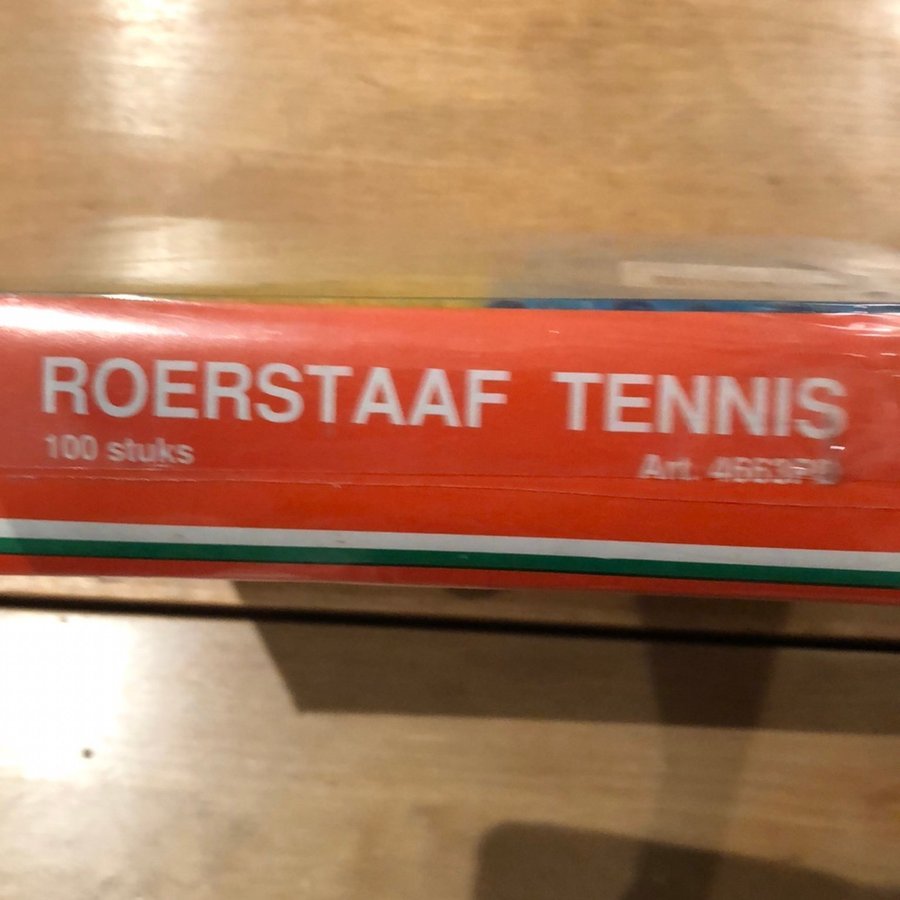 ROERSTAAF TENNIS
100 stuks
Art.